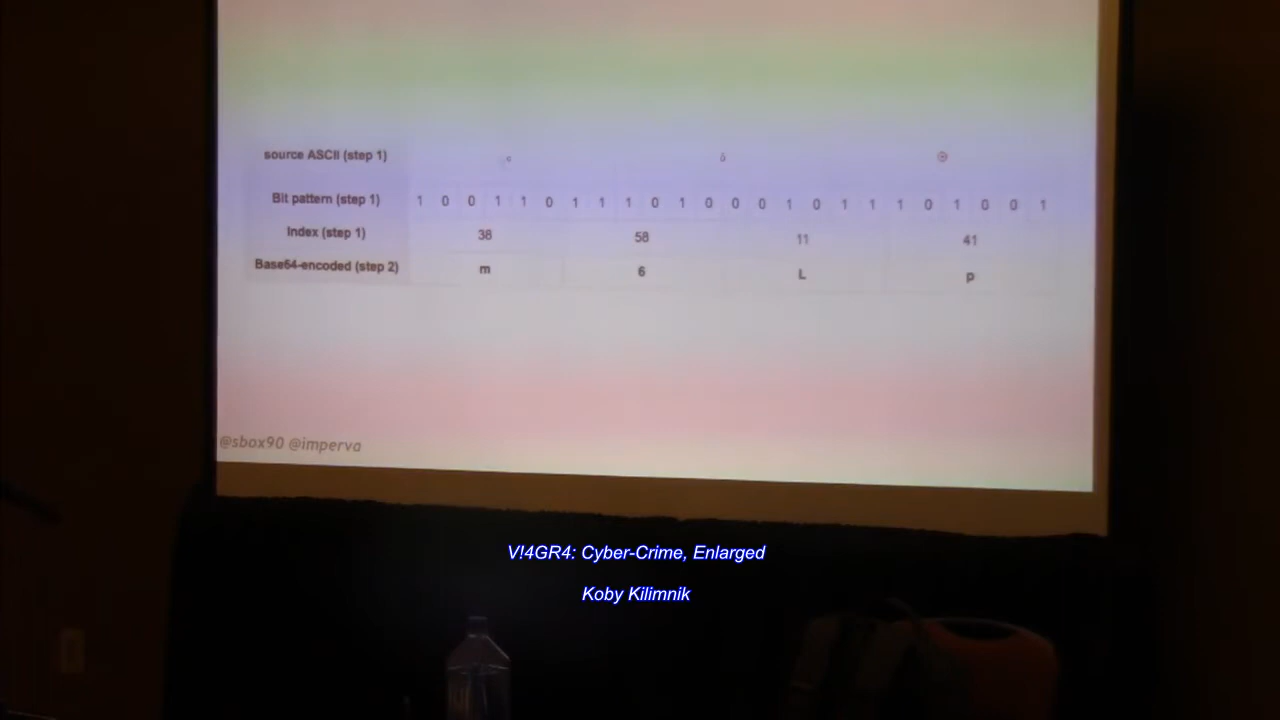 source ASCII (step 1)
Bit pattern (step 1) 1 0 0 1 1 0 1 1 1 0 1 0 0 0 1 0 1 1 1 0 1 0 0 1
Index (step 1) 38 58 11 41
Base64-encoded (step 2) m 6 L p
@sbox90 @imperva
V!4GR4: Cyber-Crime, Enlarged
Koby Kilimnik